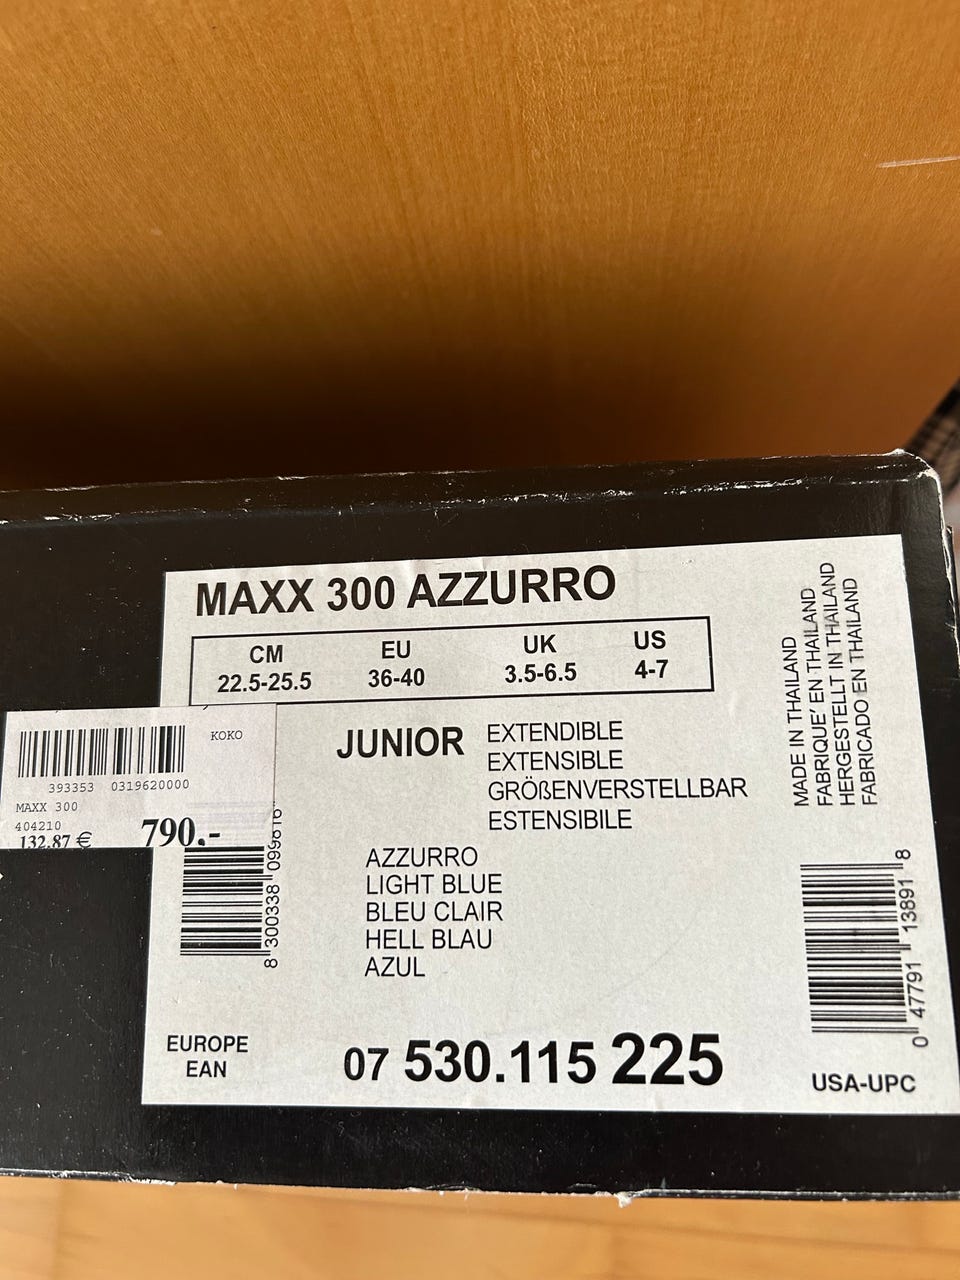 MAXX 300 AZZURRO
CM EU UK US
22.5-25.5 36-40 3.5-6.5 4-7
JUNIOR
EXTENDIBLE
EXTENSIBLE
GRÖßENVERSTELLBAR
ESTENSIBILE
MADE IN THAILAND
FABRIQUE' EN THAILAND
HERGESTELLT IN THAILAND
FABRICADO EN THAILAND
KOKO
393353 0319620000
MAXX 300
404210
132.87 € 790,-
AZZURRO
LIGHT BLUE
BLEU CLAIR
HELL BLAU
AZUL
8 300338 099816
0 47791 13891 8
EUROPE
EAN
07 530.115 225
USA-UPC